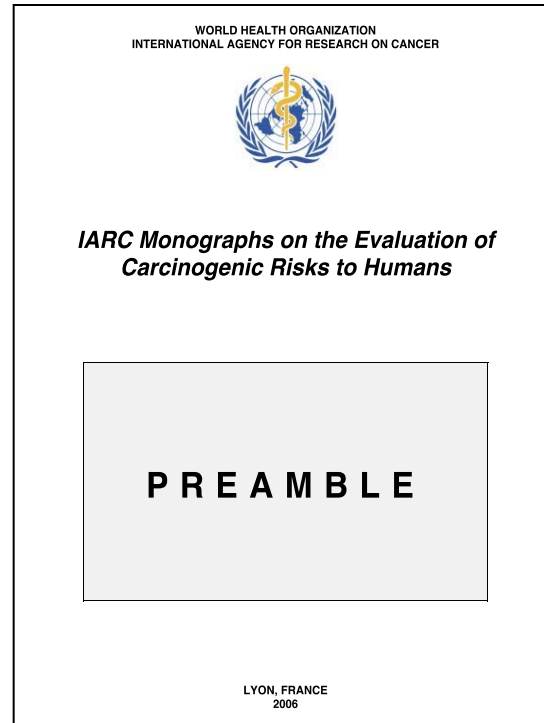 WORLD HEALTH ORGANIZATION
INTERNATIONAL AGENCY FOR RESEARCH ON CANCER
IARC Monographs on the Evaluation of
Carcinogenic Risks to Humans
P R E A M B L E
LYON, FRANCE
2006